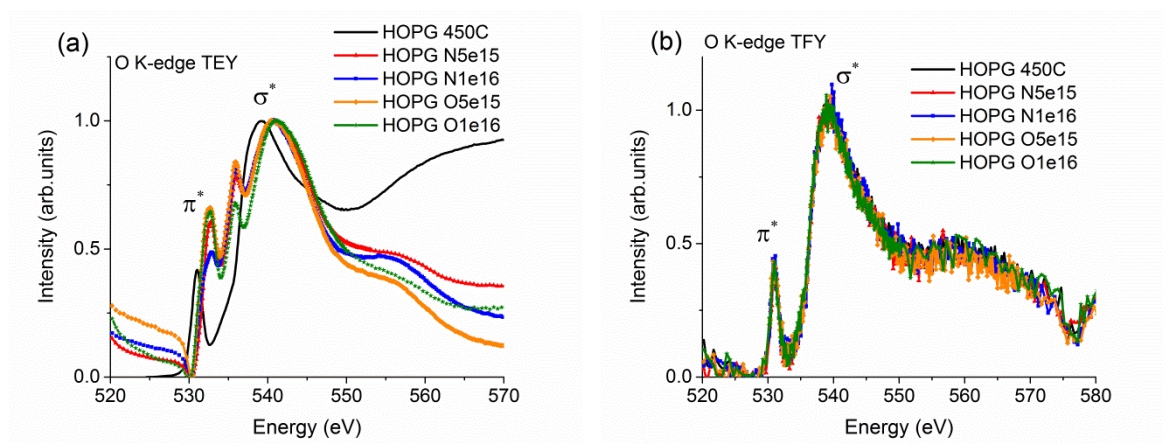 (a)
O K-edge TEY
HOPG 450C
HOPG N5e15
HOPG N1e16
HOPG O5e15
HOPG O1e16
π*
σ*
Intensity (arb.units)
1.0
0.5
0.0
520 530 540 550 560 570
Energy (eV)
(b)
O K-edge TFY
HOPG 450C
HOPG N5e15
HOPG N1e16
HOPG O5e15
HOPG O1e16
π*
σ*
Intensity (arb.units)
1.0
0.5
0.0
520 530 540 550 560 570 580
Energy (eV)